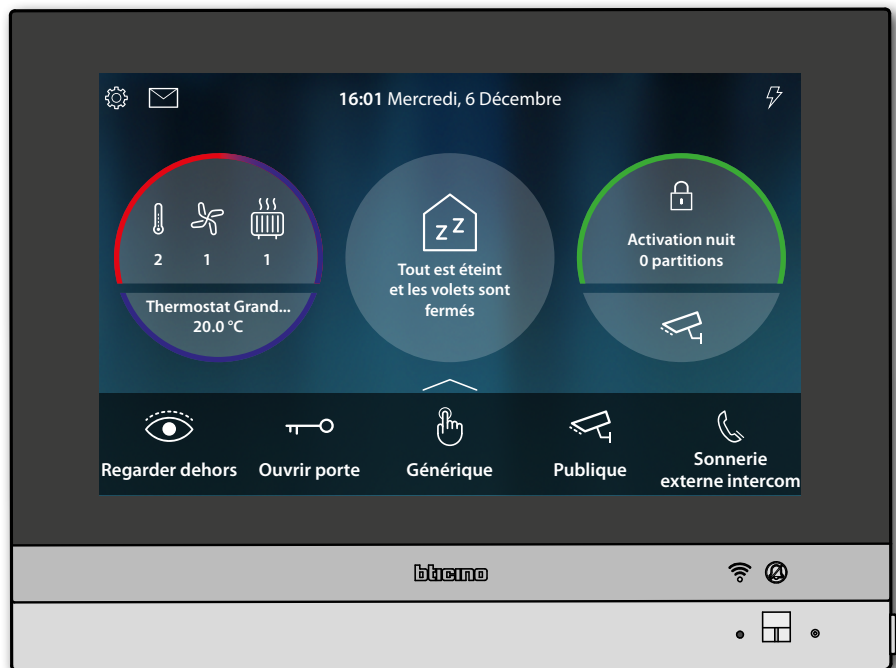 16:01 Mercredi, 6 Décembre
2 1 1
Thermostat Grand...
20.0 °C
z z
Tout est éteint
et les volets sont
fermés
Activation nuit
0 partitions
Regarder dehors
Ouvrir porte
Générique
Publique
Sonnerie
externe intercom
bticino